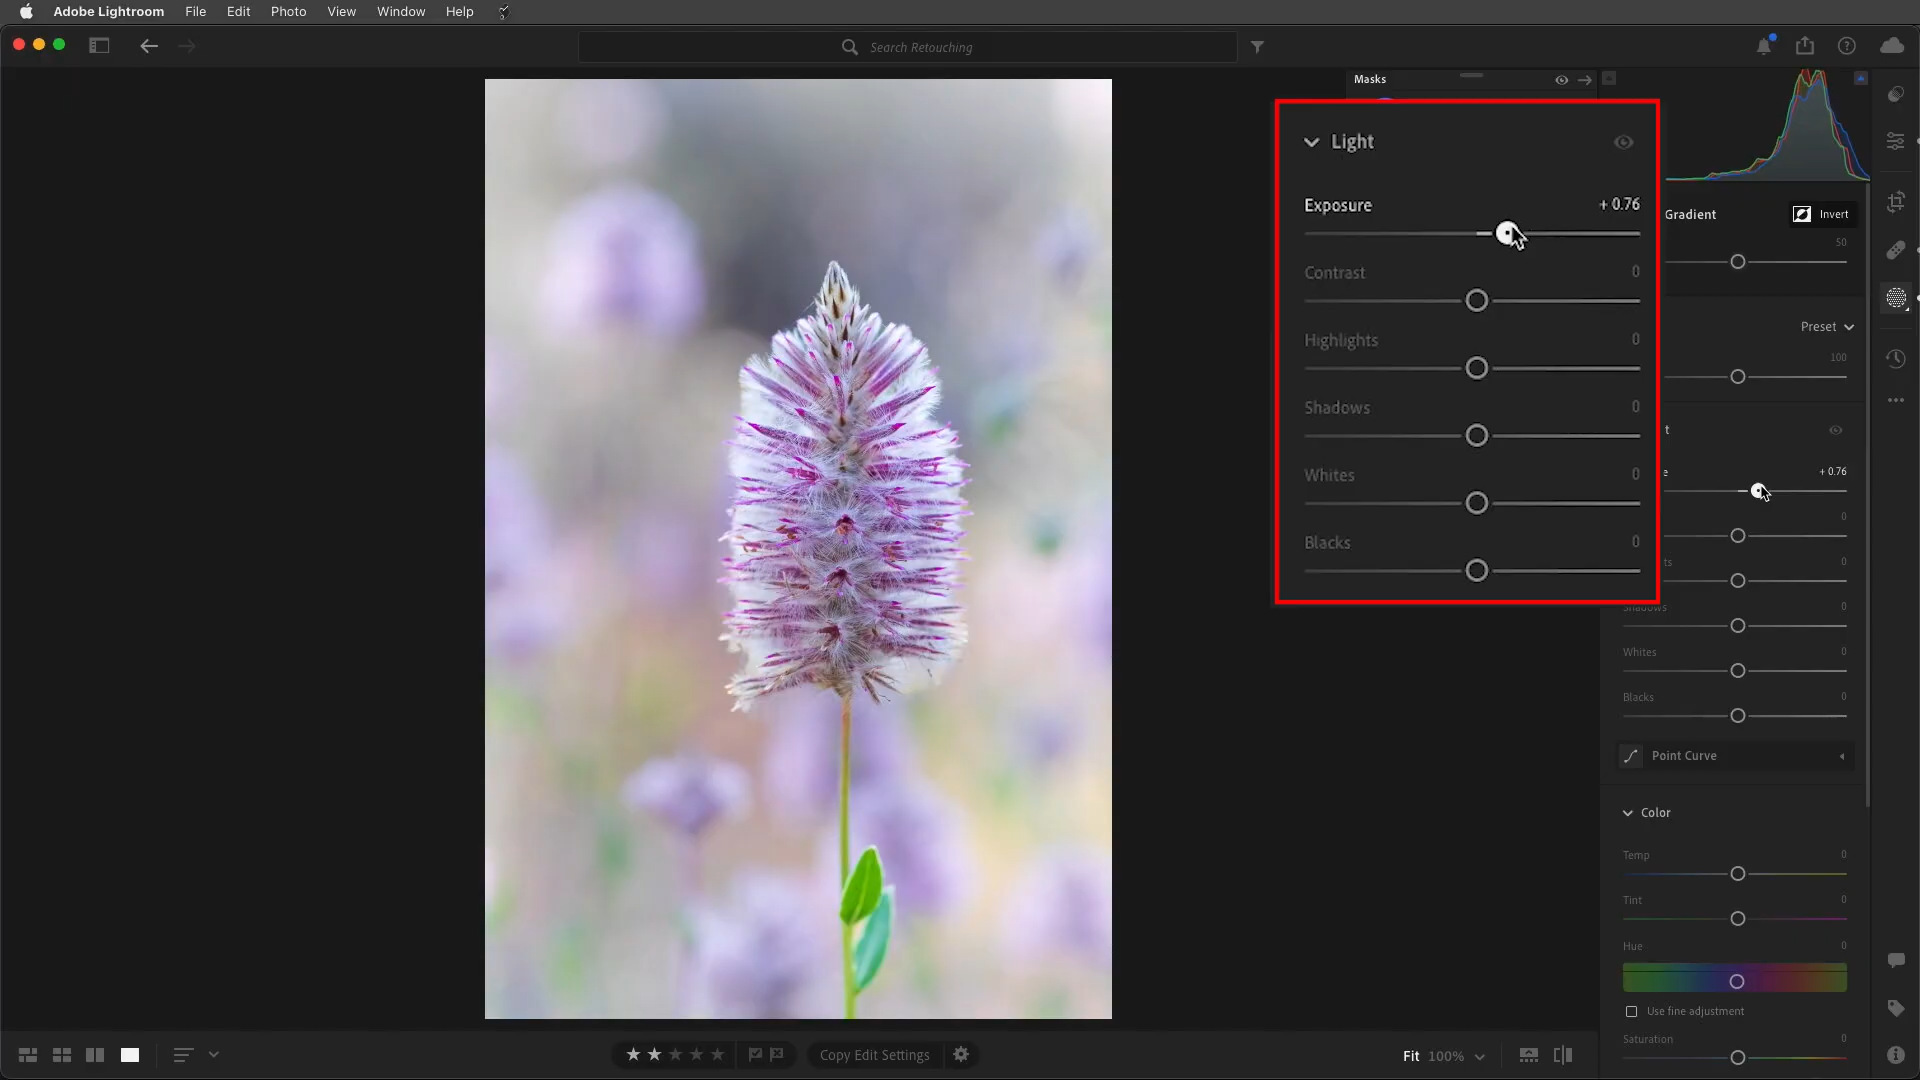 Adobe Lightroom File Edit Photo View Window Help
Search Retouching
Masks
Light
Exposure + 0.76
Contrast 0
Highlights 0
Shadows 0
Whites 0
Blacks 0
Gradient Invert
50
Preset
100
t
e + 0.76
0
ts 0
Shadows 0
Whites 0
Blacks 0
Point Curve
Color
Temp 0
Tint 0
Hue 0
Use fine adjustment
Saturation 0
Copy Edit Settings
Fit 100%